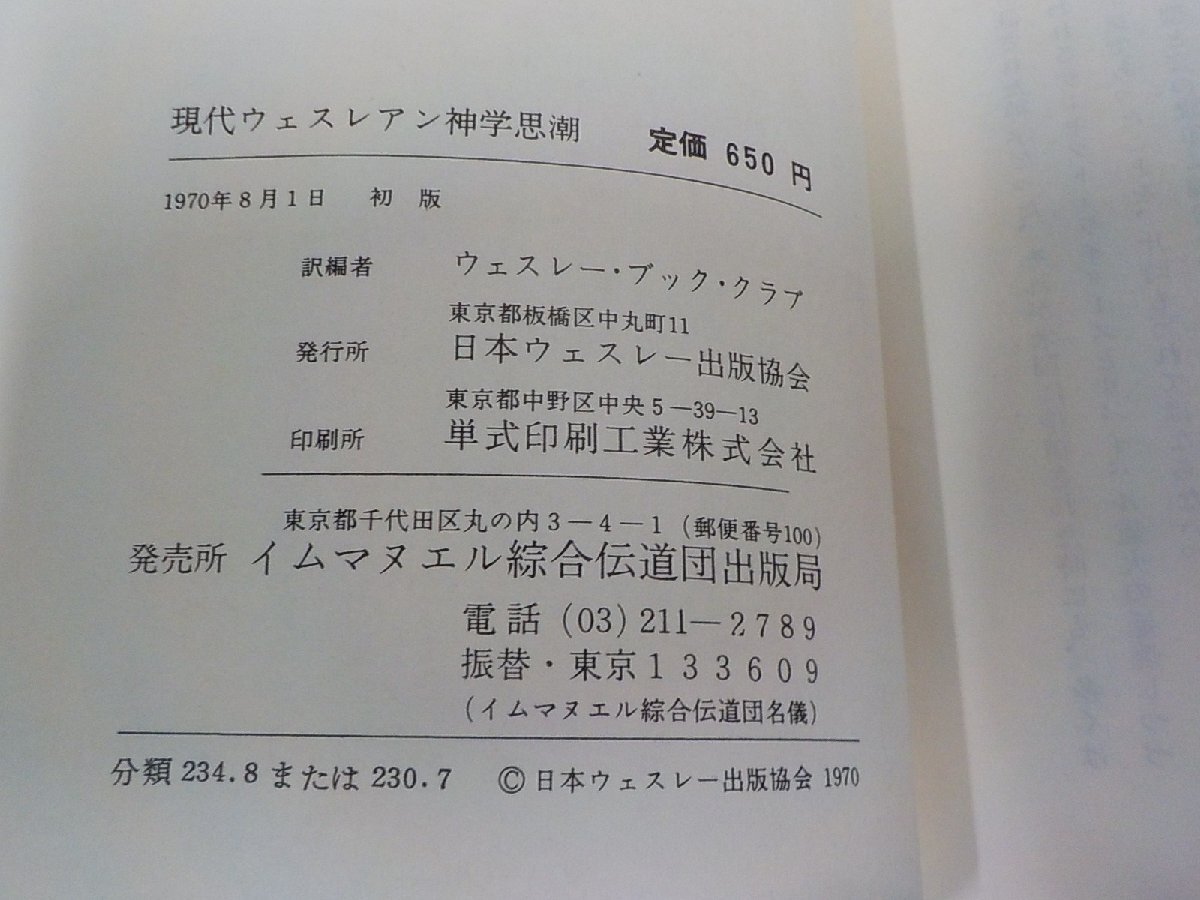 現代ウェスレアン神学思潮 定価 650 円
1970年8月1日 初 版
訳編者 ウェスレー・ブック・クラブ
東京都板橋区中丸町11
発行所 日本ウェスレー出版協会
東京都中野区中央5-39-13
印刷所 単式印刷工業株式会社
東京都千代田区丸の内3-4-1 (郵便番号100)
発売所 イムマヌエル綜合伝道団出版局
電話 (03) 211-2789
振替・東京133609
(イムマヌエル綜合伝道団名儀)
分類 234.8 または 230.7 ©日本ウェスレー出版協会 1970